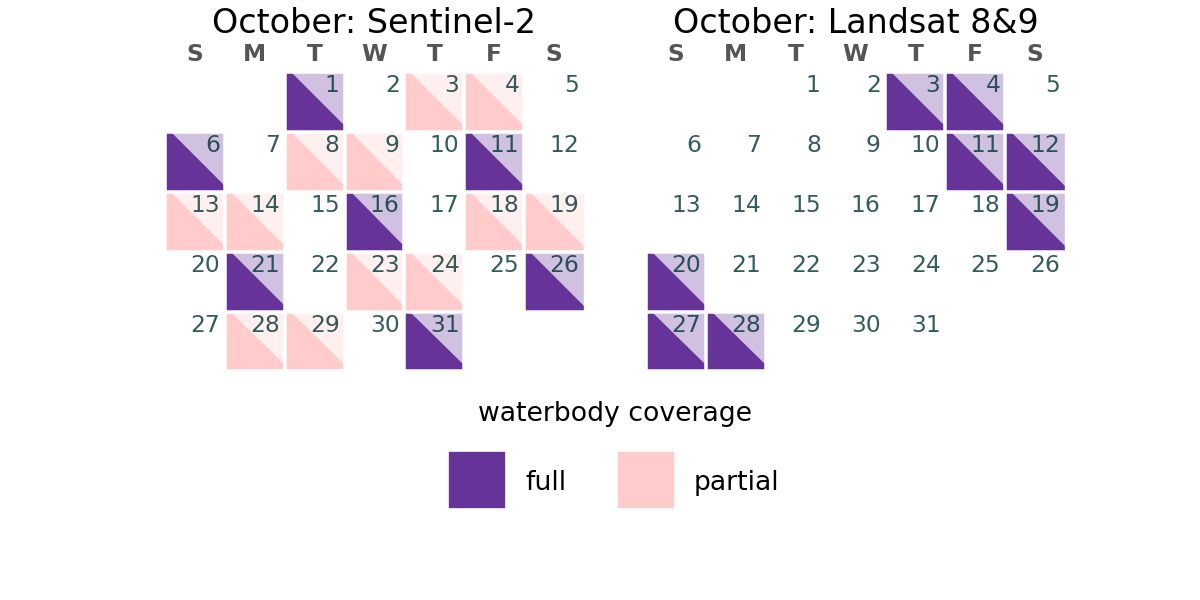 October: Sentinel-2
S M T W T F S
1 2 3 4 5
6 7 8 9 10 11 12
13 14 15 16 17 18 19
20 21 22 23 24 25 26
27 28 29 30 31
October: Landsat 8&9
S M T W T F S
1 2 3 4 5
6 7 8 9 10 11 12
13 14 15 16 17 18 19
20 21 22 23 24 25 26
27 28 29 30 31
waterbody coverage
full partial